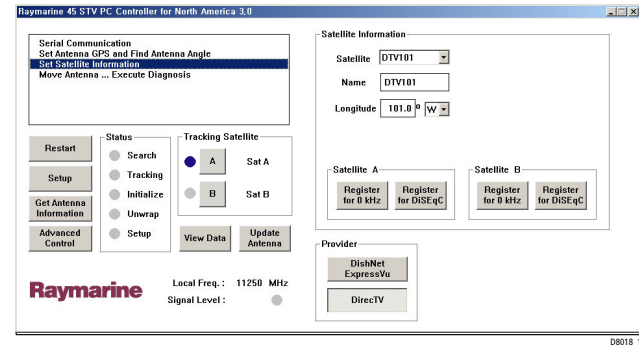 Raymarine 45 STV PC Controller for North America 3.0
Serial Communication
Set Antenna GPS and Find Antenna Angle
Set Satellite Information
Move Antenna ... Execute Diagnosis
Restart
Setup
Get Antenna
Information
Advanced
Control
Status
Search
Tracking
Initialize
Unwrap
Setup
Tracking Satellite
A Sat A
B Sat B
View Data
Update
Antenna
Raymarine
Local Freq. : 11250 MHz
Signal Level :
Satellite Information
Satellite DTV101
Name DTV101
Longitude 101.0 º W
Satellite A
Register
for 0 kHz
Register
for DiSEqC
Satellite B
Register
for 0 kHz
Register
for DiSEqC
Provider
DishNet
ExpressVu
DirecTV
D8018